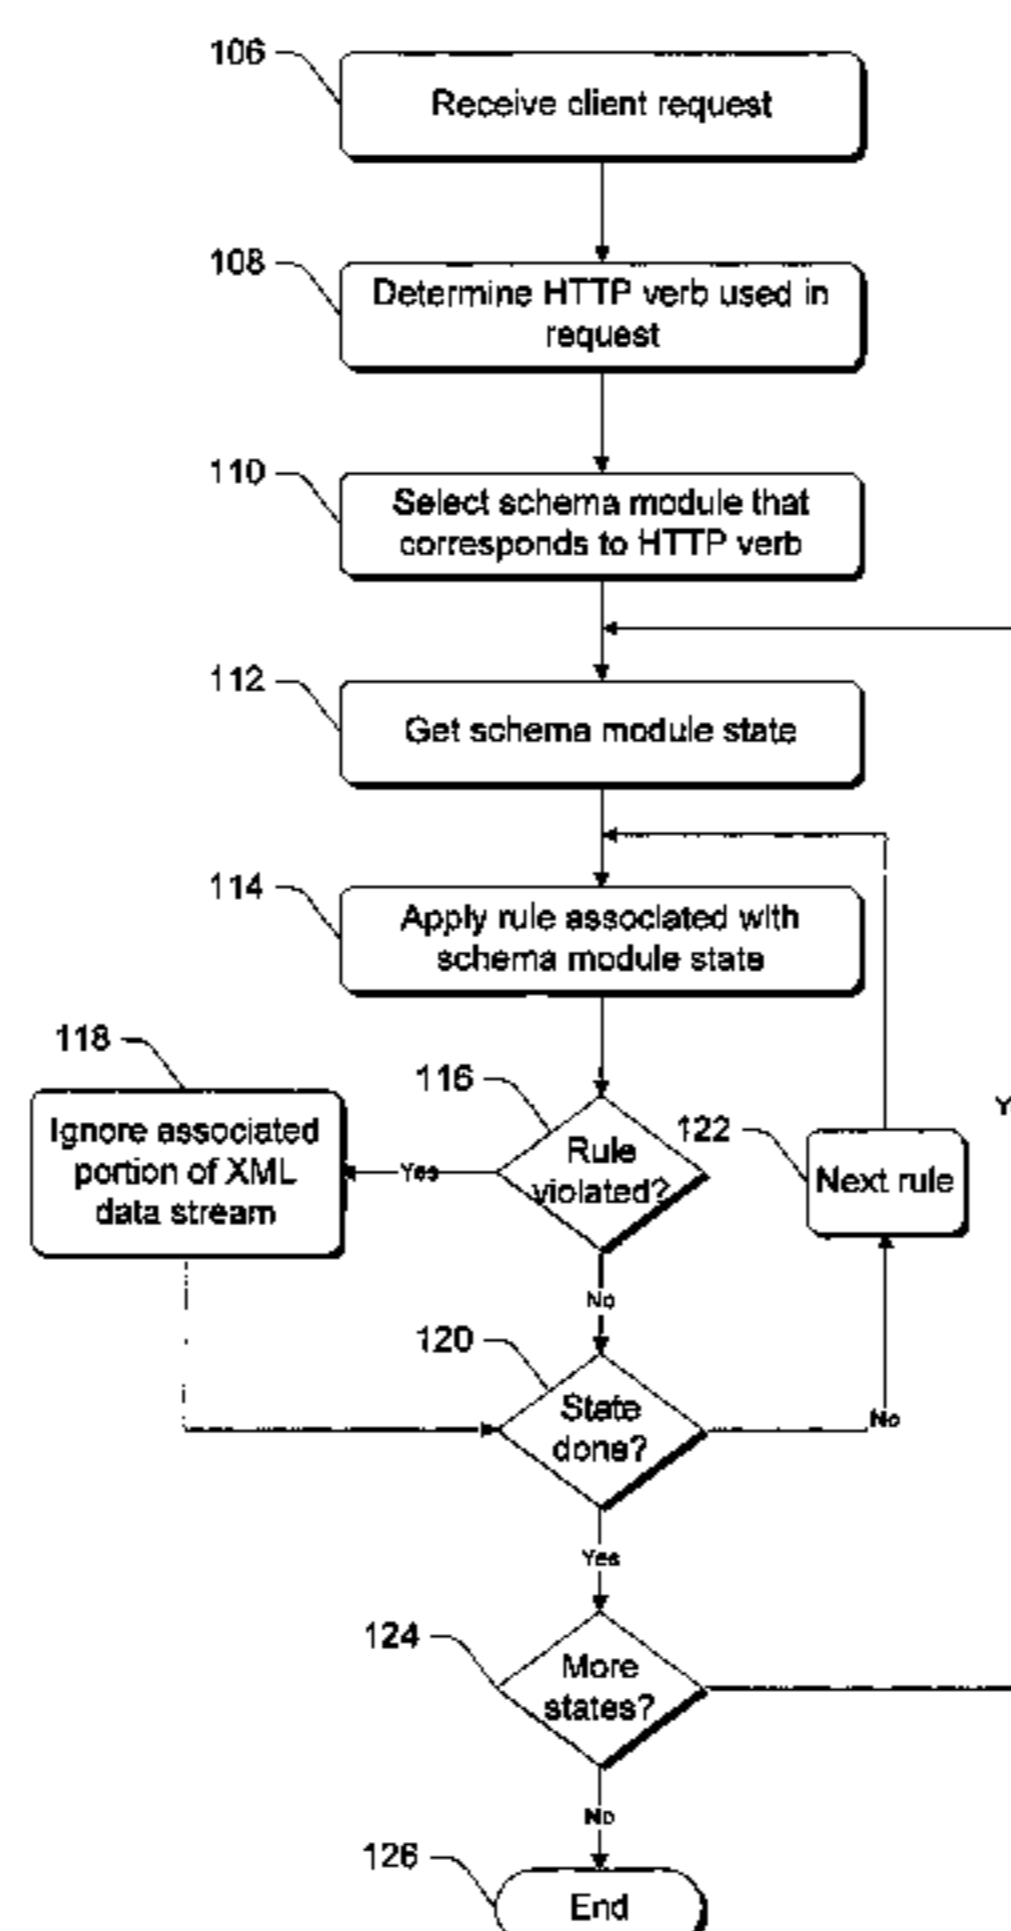 106
Receive client request
108
Determine HTTP verb used in
request
110
Select schema module that
corresponds to HTTP verb
112
Get schema module state
114
Apply rule associated with
schema module state
118
116
122
Ignore associated
portion of XML
data stream
Yes
Rule
violated?
Next rule
No
120
State
done?
No
Yes
124
More
states?
No
126
End